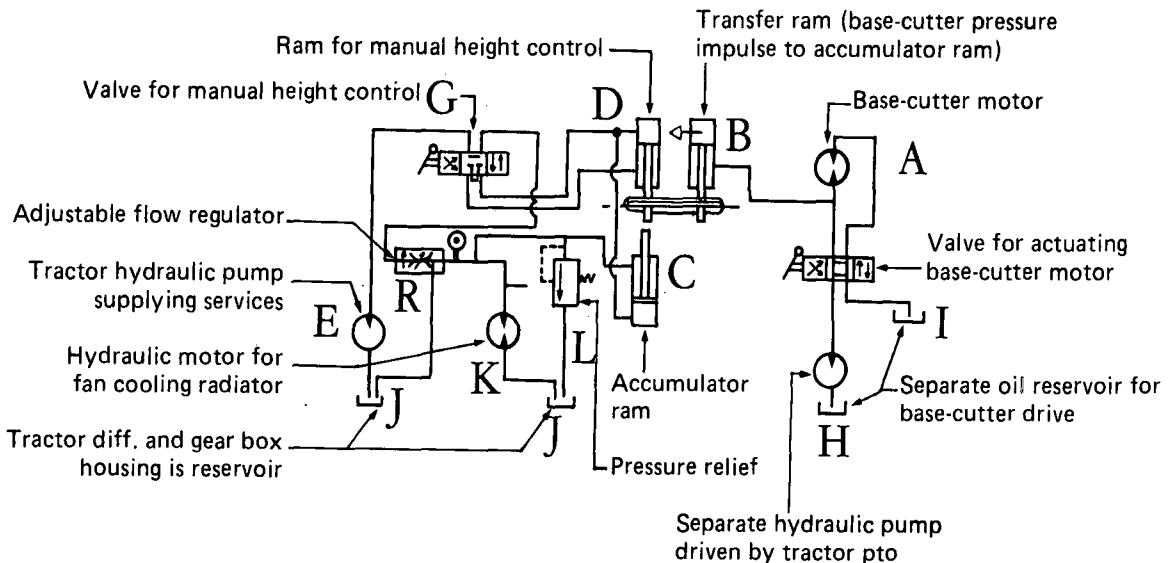 Transfer ram (base-cutter pressure
impulse to accumulator ram)
Ram for manual height control
Valve for manual height control
G
Base-cutter motor
D
B
A
Adjustable flow regulator
Tractor hydraulic pump
supplying services
Valve for actuating
base-cutter motor
C
R
E
I
L
Hydraulic motor for
fan cooling radiator
K
Accumulator
ram
Separate oil reservoir for
base-cutter drive
J
J
H
Tractor diff. and gear box
housing is reservoir
Pressure relief
Separate hydraulic pump
driven by tractor pto